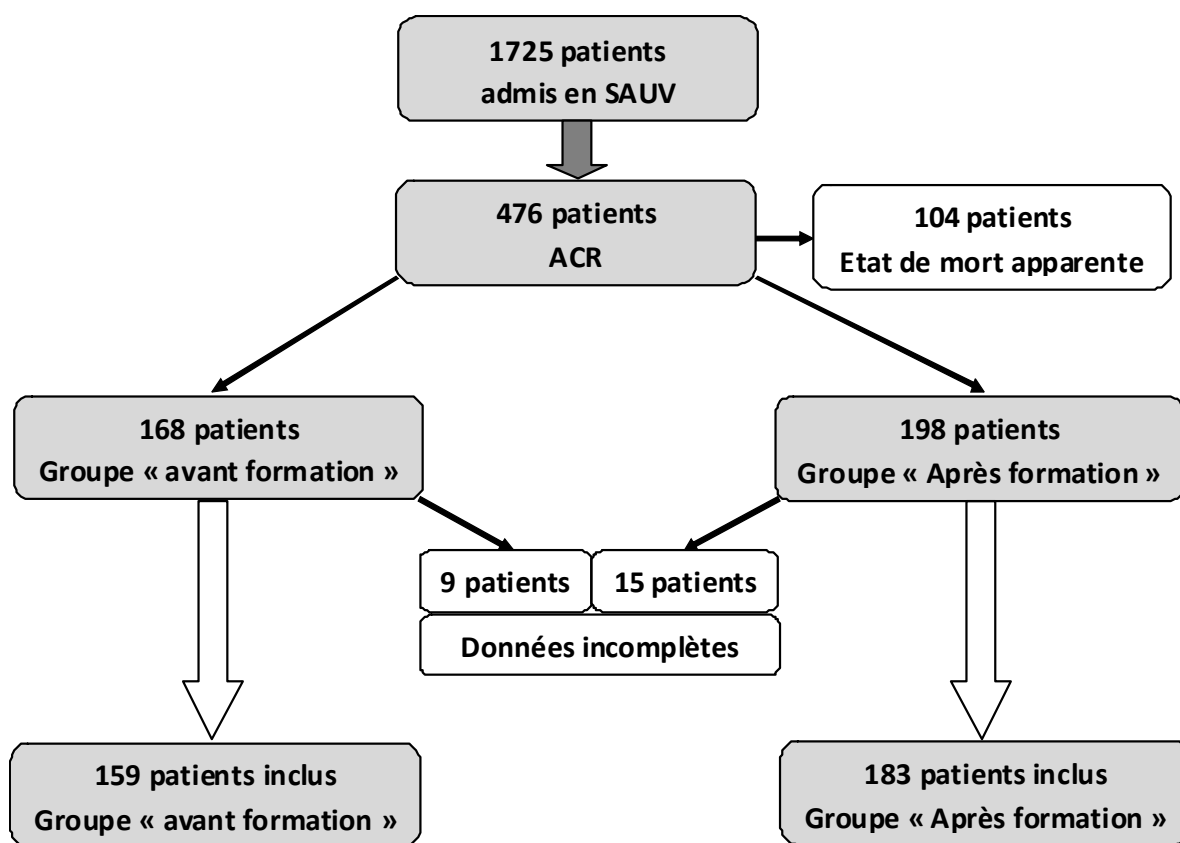 1725 patients
admis en SAUV
476 patients
ACR
104 patients
Etat de mort apparente
168 patients
Groupe « avant formation »
198 patients
Groupe « Après formation »
9 patients
15 patients
Données incomplètes
159 patients inclus
Groupe « avant formation »
183 patients inclus
Groupe « Après formation »